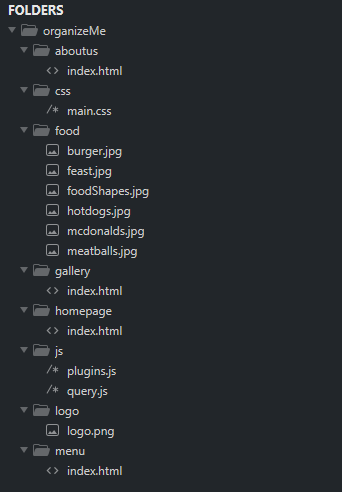 FOLDERS
organizeMe
aboutus
<> index.html
css
/* main.css
food
burger.jpg
feast.jpg
foodShapes.jpg
hotdogs.jpg
mcdonalds.jpg
meatballs.jpg
gallery
<> index.html
homepage
<> index.html
js
/* plugins.js
/* query.js
logo
logo.png
menu
<> index.html